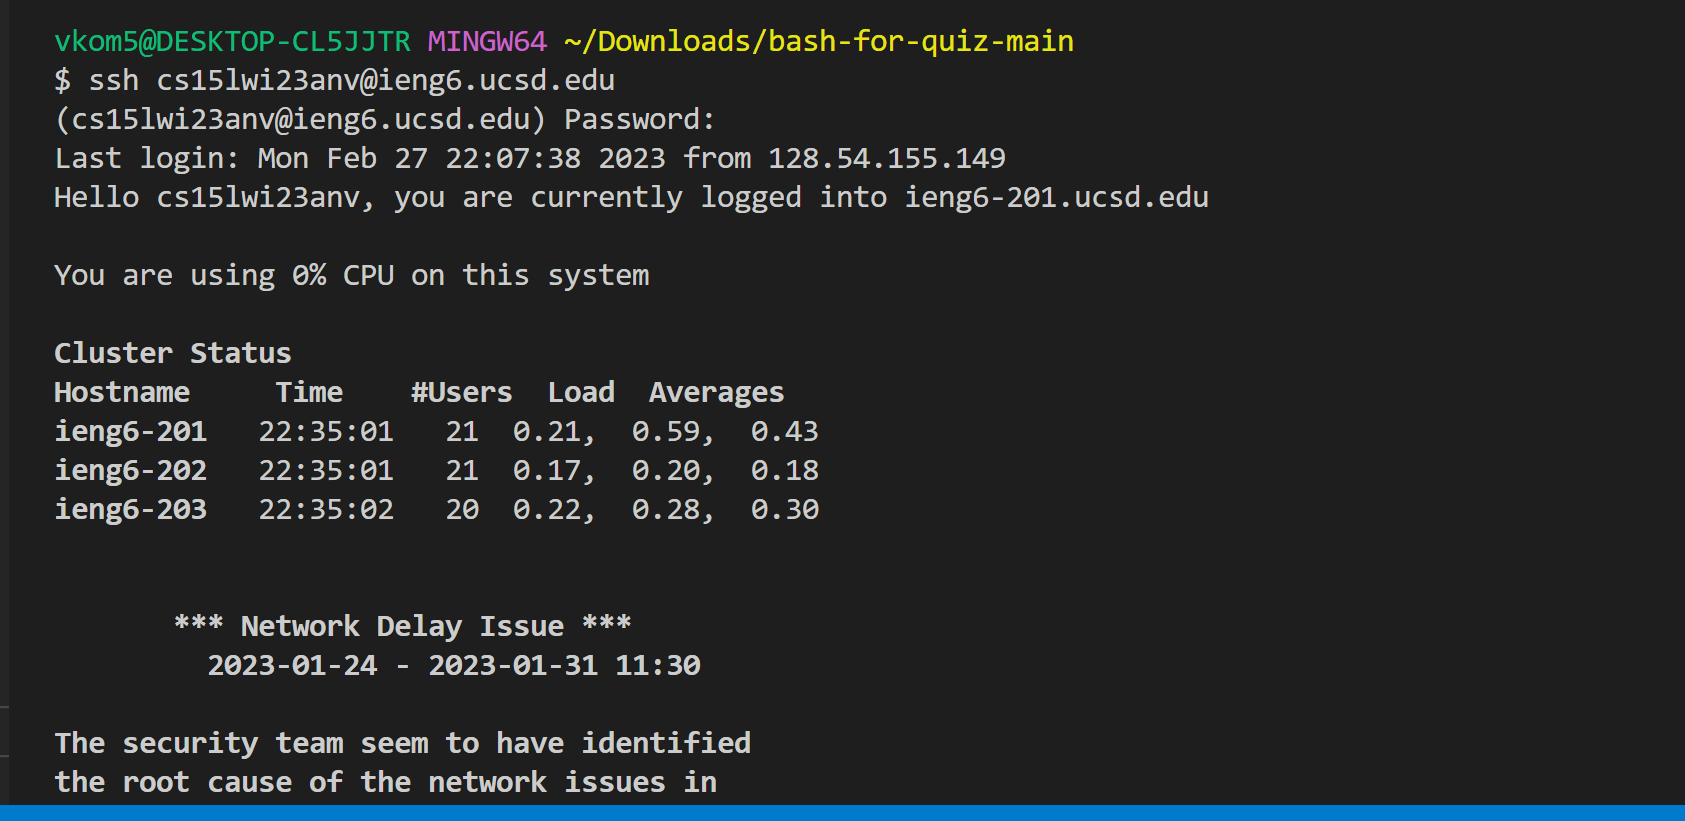 vkom5@DESKTOP-CL5JJTR MINGW64 ~/Downloads/bash-for-quiz-main
$ ssh cs15lwi23anv@ieng6.ucsd.edu
(cs15lwi23anv@ieng6.ucsd.edu) Password:
Last login: Mon Feb 27 22:07:38 2023 from 128.54.155.149
Hello cs15lwi23anv, you are currently logged into ieng6-201.ucsd.edu
You are using 0% CPU on this system
Cluster Status
Hostname     Time    #Users  Load  Averages
ieng6-201   22:35:01   21  0.21,  0.59,  0.43
ieng6-202   22:35:01   21  0.17,  0.20,  0.18
ieng6-203   22:35:02   20  0.22,  0.28,  0.30
*** Network Delay Issue ***
2023-01-24 - 2023-01-31 11:30
The security team seem to have identified
the root cause of the network issues in